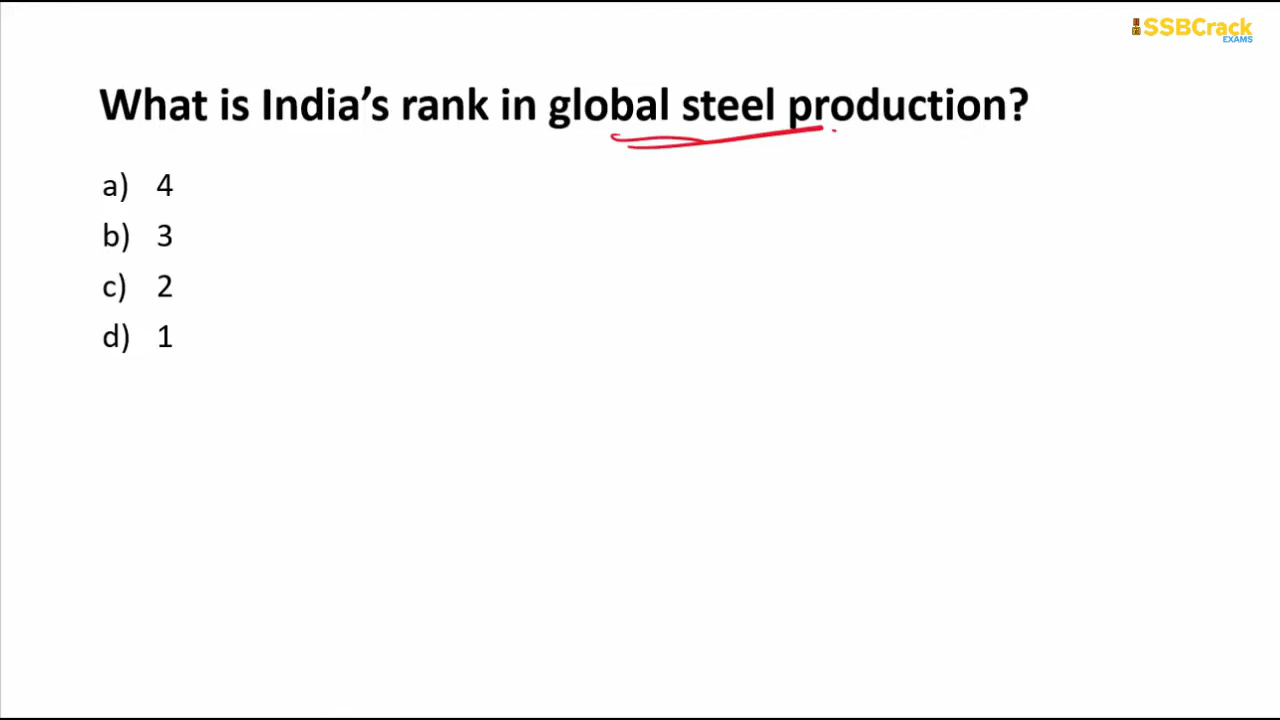 SSBCrack
EXAMS
What is India’s rank in global steel production?
a) 4
b) 3
c) 2
d) 1